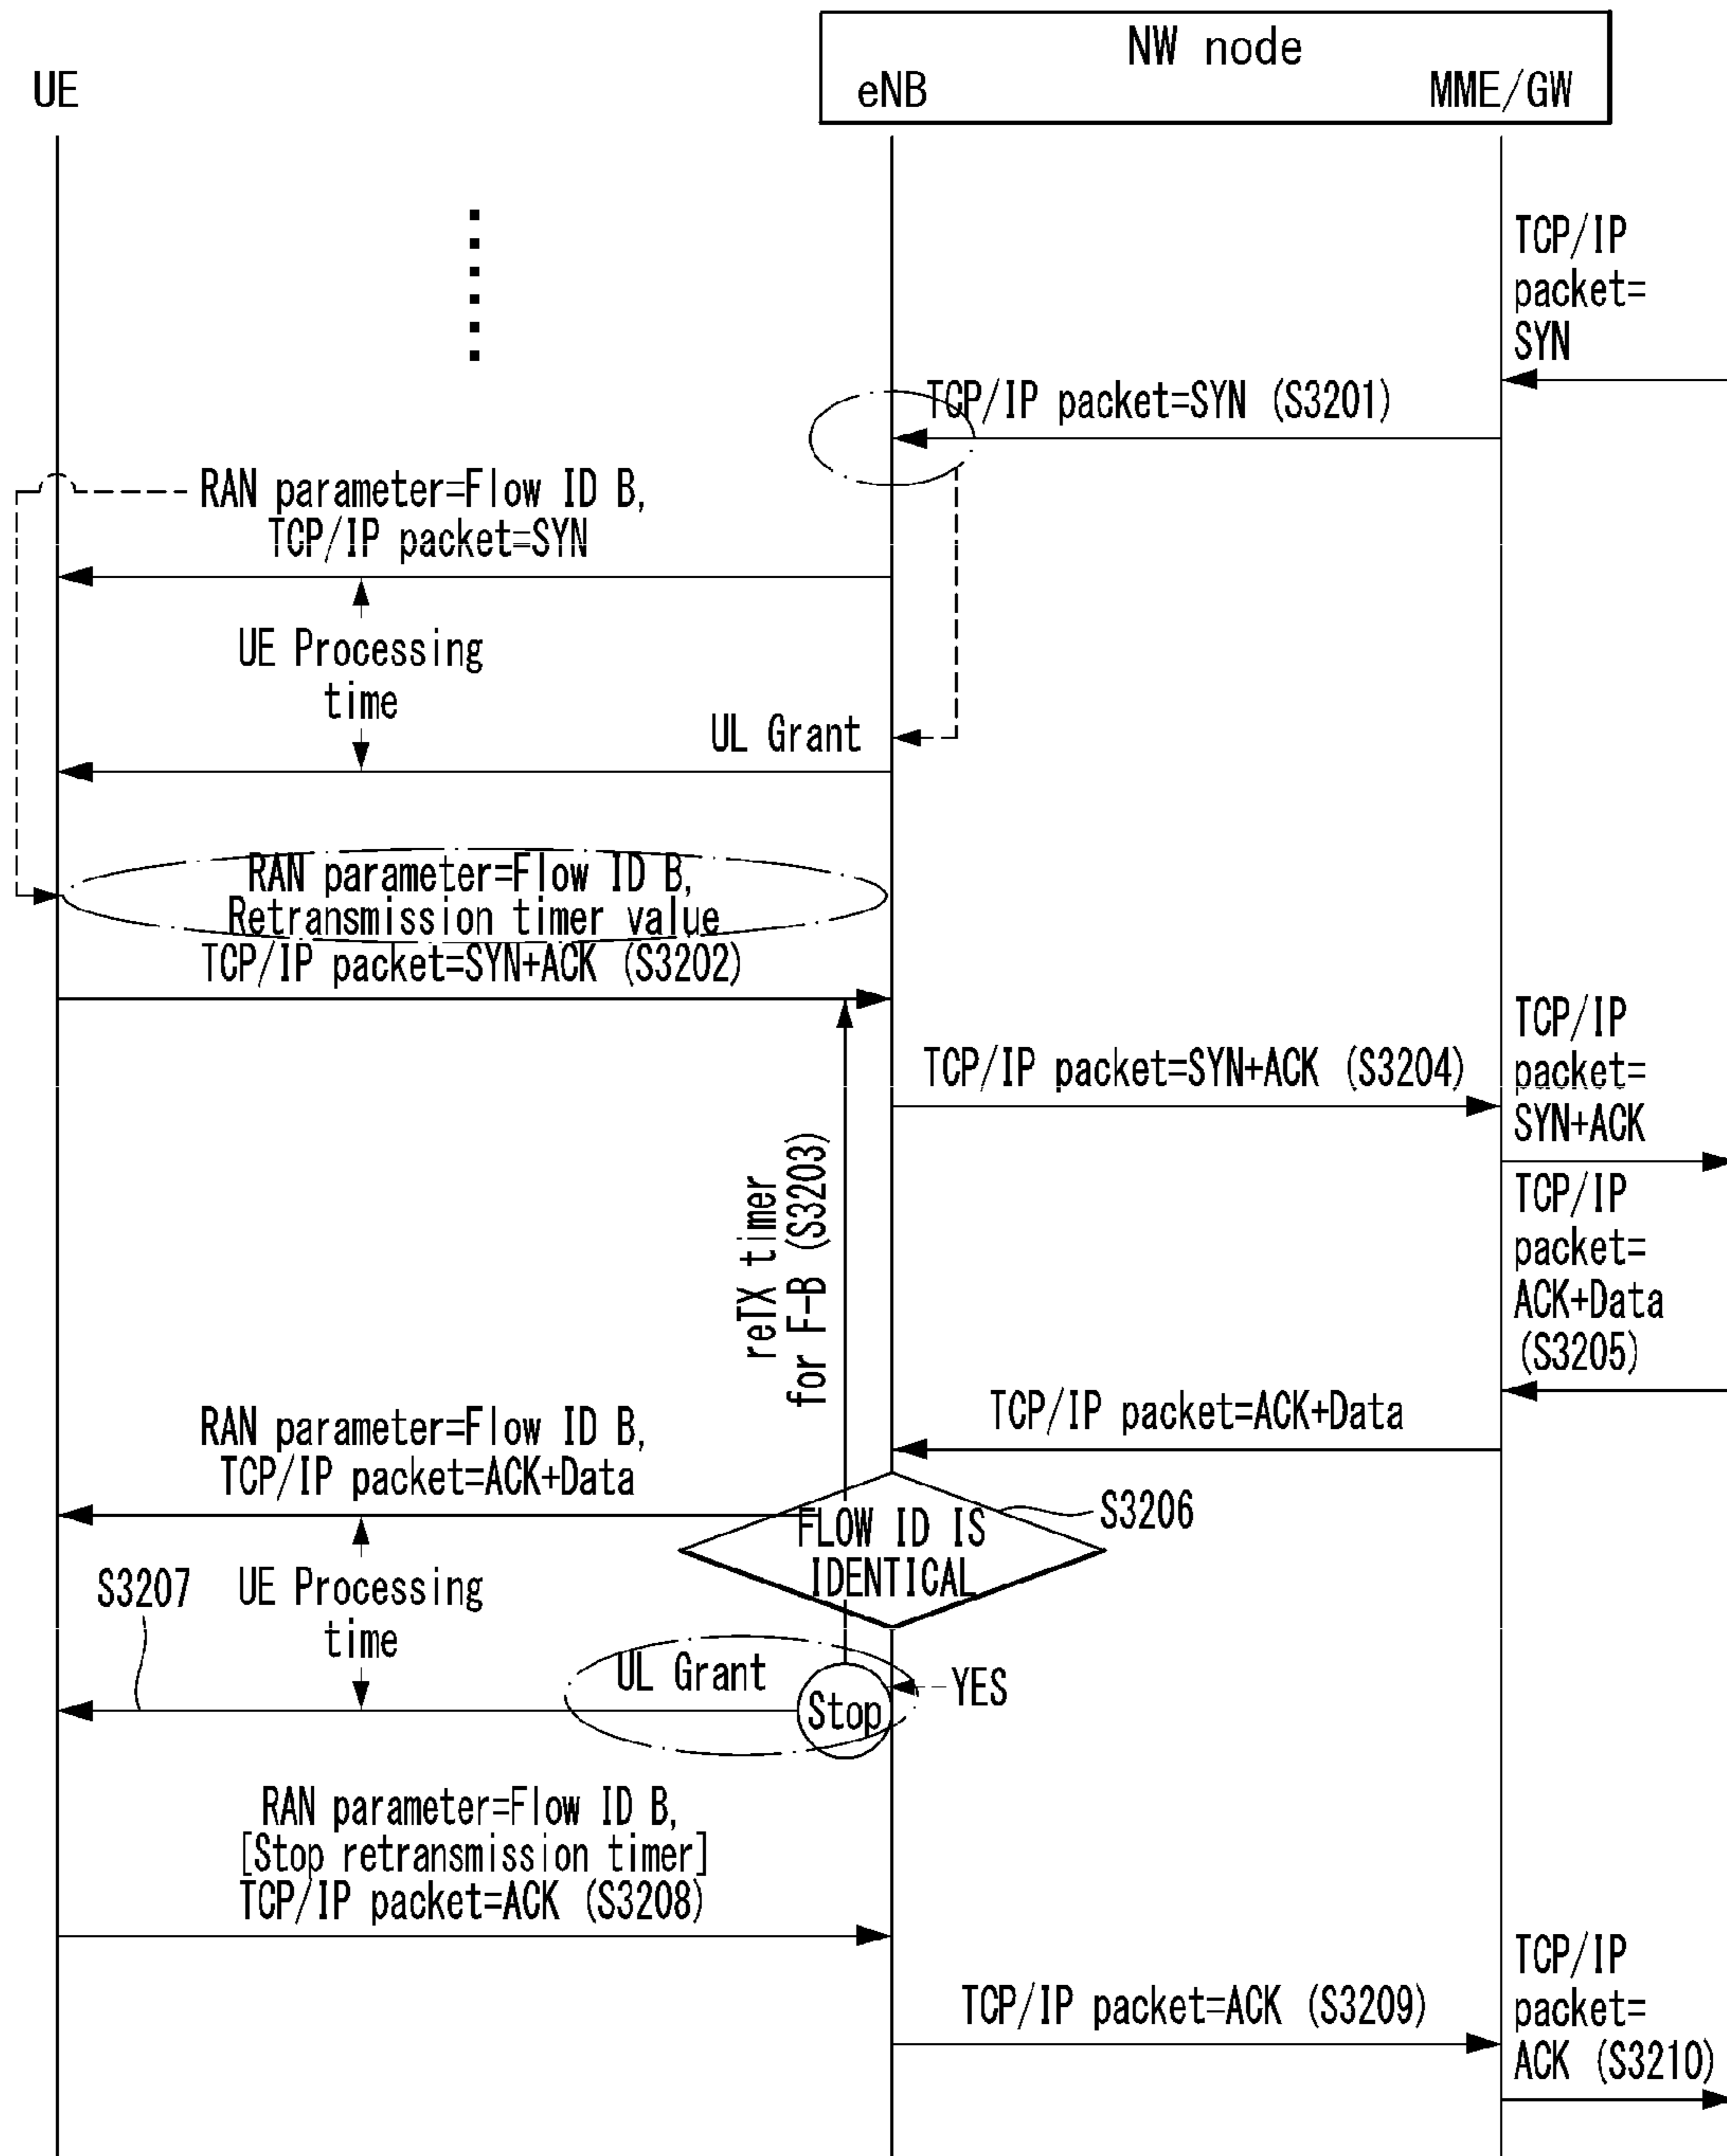 NW node
UE
eNB
MME/GW
TCP/IP
packet=
SYN
TCP/IP packet=SYN (S3201)
RAN parameter=Flow ID B,
TCP/IP packet=SYN
UE Processing
time
UL Grant
RAN parameter=Flow ID B,
Retransmission timer value
TCP/IP packet=SYN+ACK (S3202)
TCP/IP packet=SYN+ACK (S3204)
TCP/IP
packet=
SYN+ACK
reTX timer
for F-B (S3203)
TCP/IP
packet=
ACK+Data
(S3205)
TCP/IP packet=ACK+Data
RAN parameter=Flow ID B,
TCP/IP packet=ACK+Data
FLOW ID IS
IDENTICAL
S3206
S3207
UE Processing
time
UL Grant
Stop
YES
RAN parameter=Flow ID B,
[Stop retransmission timer]
TCP/IP packet=ACK (S3208)
TCP/IP packet=ACK (S3209)
TCP/IP
packet=
ACK (S3210)